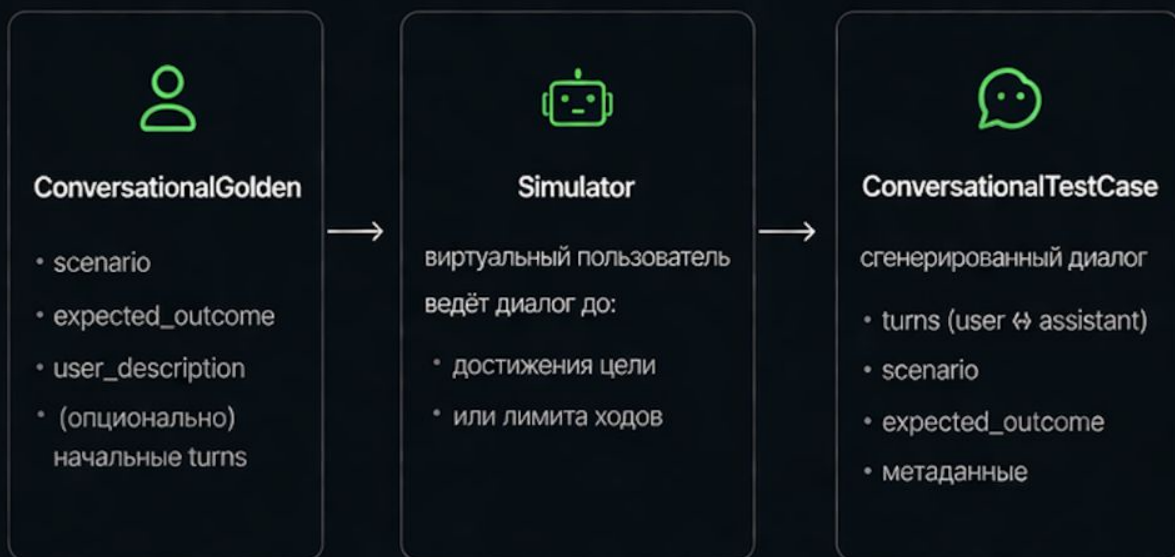 ConversationalGolden
• scenario
• expected_outcome
• user_description
• (опционально)
начальные turns
Simulator
виртуальный пользователь
ведёт диалог до:
• достижения цели
• или лимита ходов
ConversationalTestCase
сгенерированный диалог
• turns (user ⇔ assistant)
• scenario
• expected_outcome
• метаданные